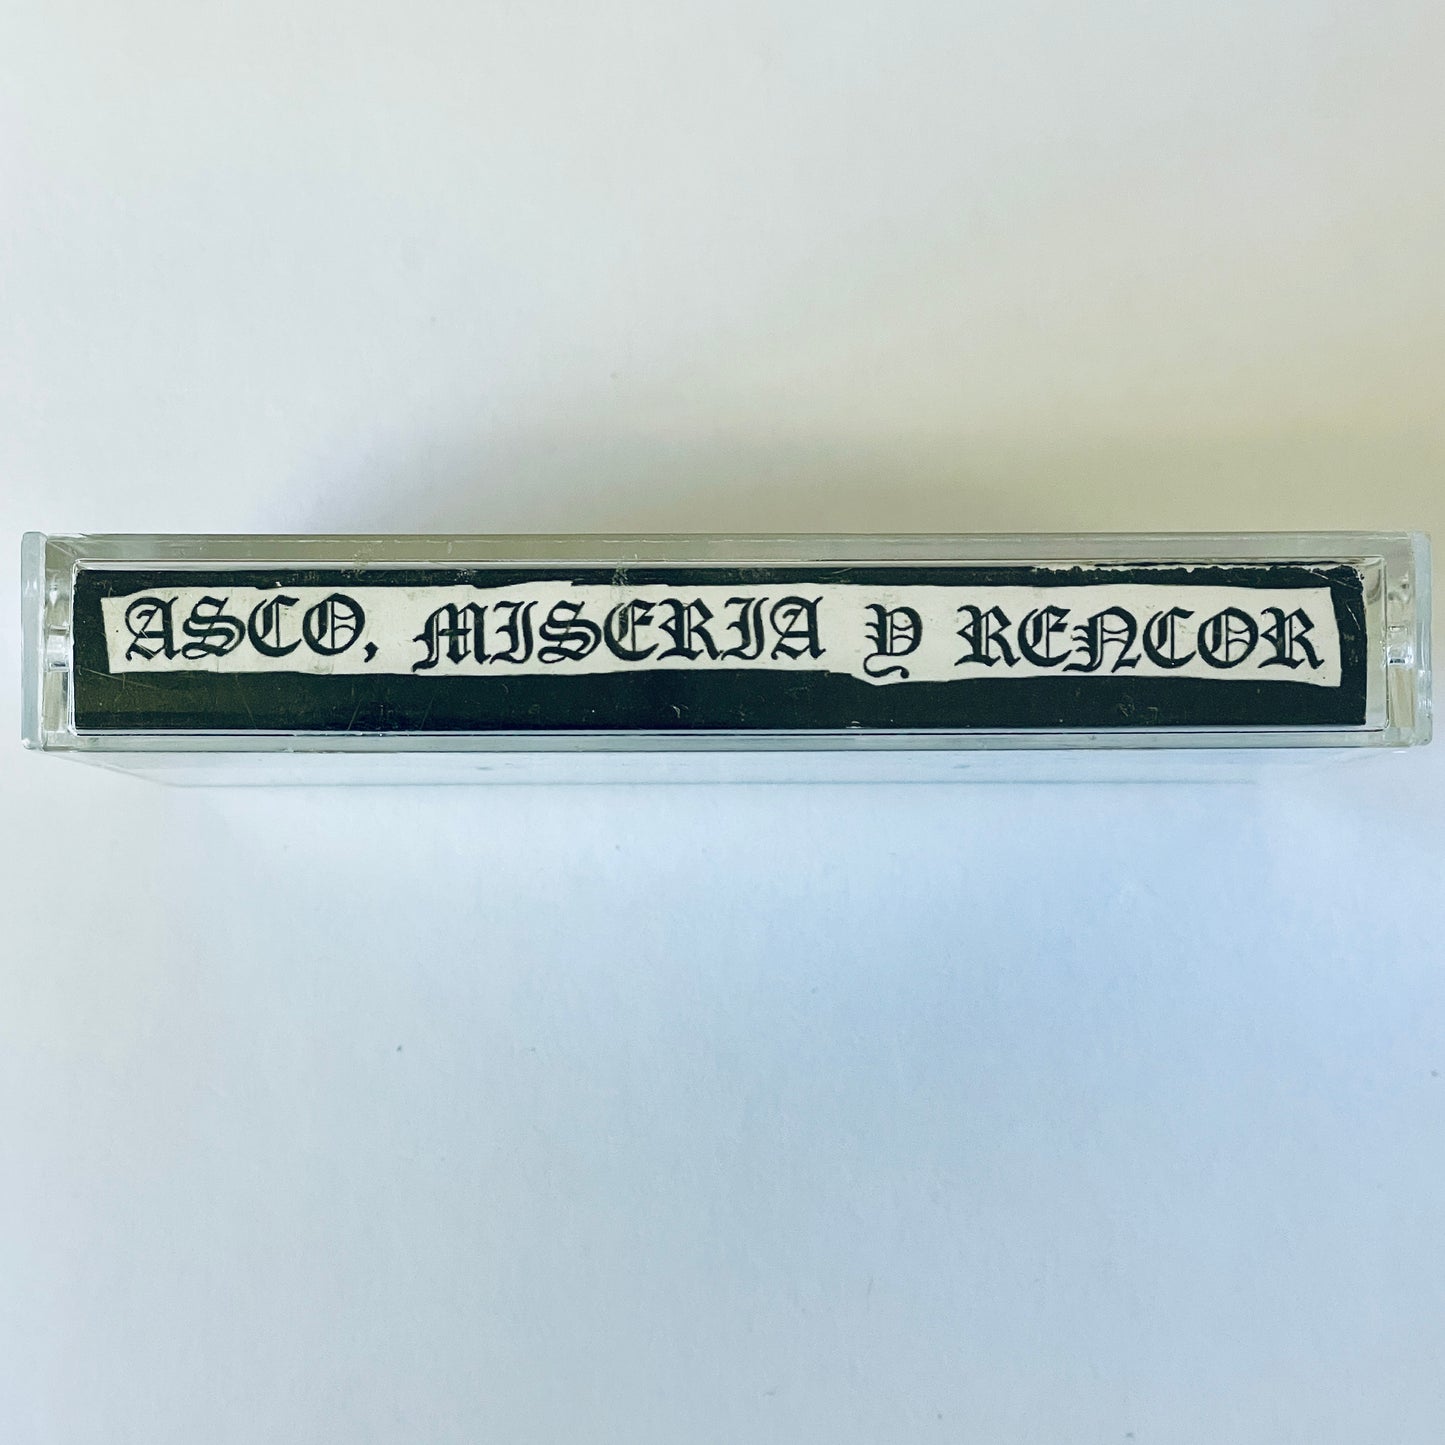 ASCO, MISERIA Y RENCOR